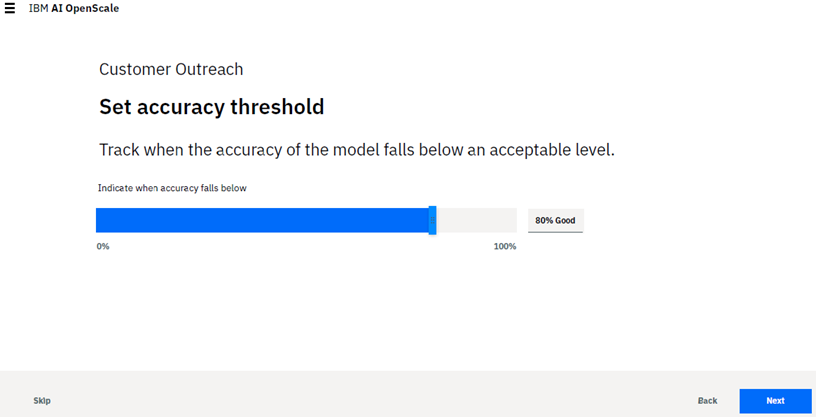 IBM AI OpenScale
Customer Outreach
Set accuracy threshold
Track when the accuracy of the model falls below an acceptable level.
Indicate when accuracy falls below
80% Good
0% 100%
Skip Back Next